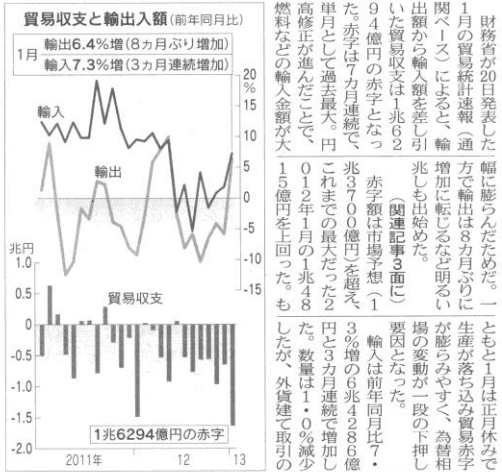 貿易収支と輸出入額(前年同月比)
1月 輸出6.4%増(8ヵ月ぶり増加)
輸入7.3%増(3ヵ月連続増加)
20
%
輸入
10
輸出
0
-5
-10
-15
兆円
1.0
貿易収支
0.5
0
-0.5
-1.0
-1.5
1兆6294億円の赤字
-2.0
2011年 12 13
財務省が20日発表した
1月の貿易統計速報（通
関ベース）によると、輸
出額から輸入額を差し引
いた貿易収支は1兆62
94億円の赤字となっ
た。赤字は7カ月連続で、
単月として過去最大。円
高修正が進んだことで、
燃料などの輸入金額が大
幅に膨らんだためだ。一
方で輸出は8カ月ぶりに
増加に転じるなど明るい
兆しも出始めた。
（関連記事3面に）
赤字額は市場予想（1
兆3700億円）を超え、
これまでの最大だった2
012年1月の1兆48
15億円を上回った。も
ともと1月は正月休みで
生産が落ち込み貿易赤字
が膨らみやすく、為替相
場の変動が一段の下押し
要因となった。
輸入は前年同月比7・
3%増の6兆4286億
円と3カ月連続で増加し
た。数量は1・0%減少
したが、外貨建て取引の